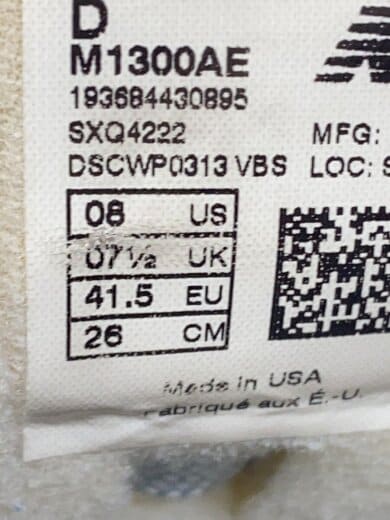 D
M1300AE
193684430895
SXQ4222 MFG:
DSCWP0313 VBS LOC: S
08 US
07½ UK
41.5 EU
26 CM
Made in USA
Fabriqué aux É.-U.